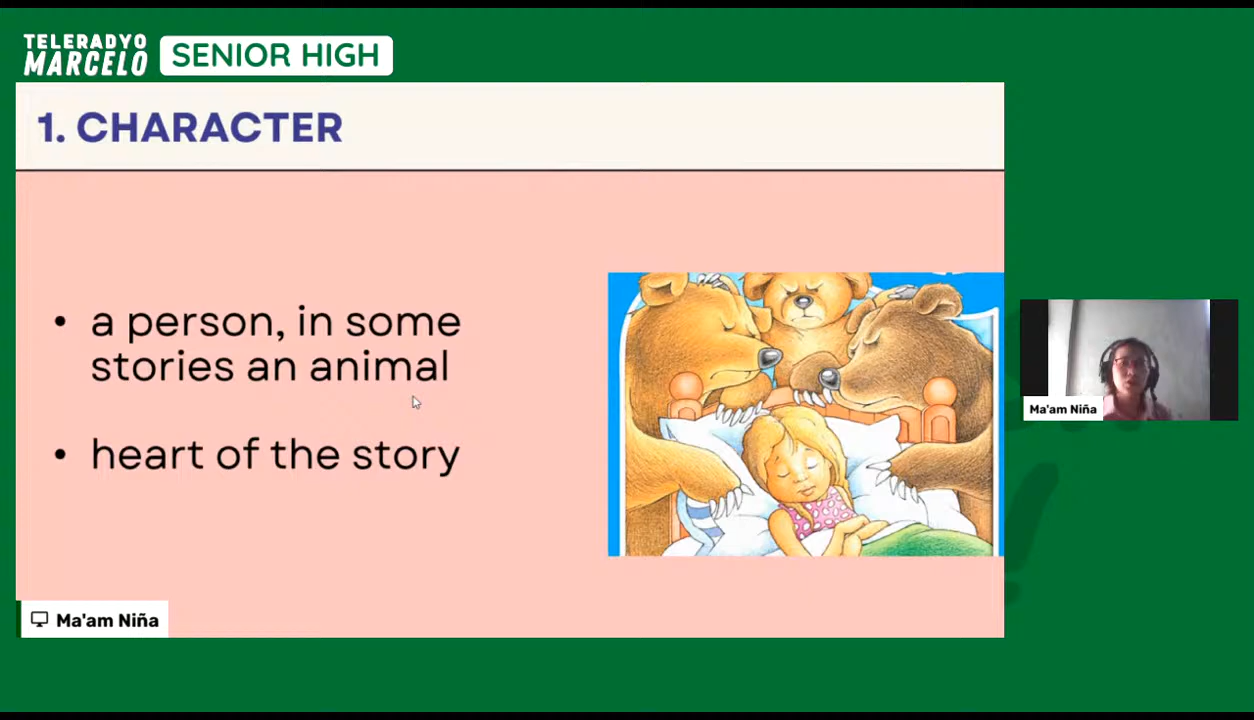 TELERADYO
MARCELO
SENIOR HIGH
1. CHARACTER
• a person, in some
stories an animal
• heart of the story
Ma'am Niña
Ma'am Niña